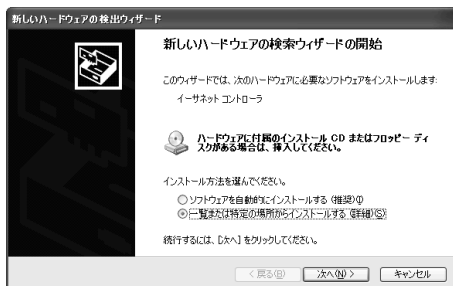 新しいハードウェアの検出ウィザード
新しいハードウェアの検索ウィザードの開始
このウィザードでは、次のハードウェアに必要なソフトウェアをインストールします:
イーサネット コントローラ
ハードウェアに付属のインストール CD またはフロッピー ディ
スクがある場合は、挿入してください。
インストール方法を選んでください。
ソフトウェアを自動的にインストールする (推奨)(I)
一覧または特定の場所からインストールする (詳細)(S)
続行するには、[次へ] をクリックしてください。
< 戻る(B) 次へ(N) > キャンセル